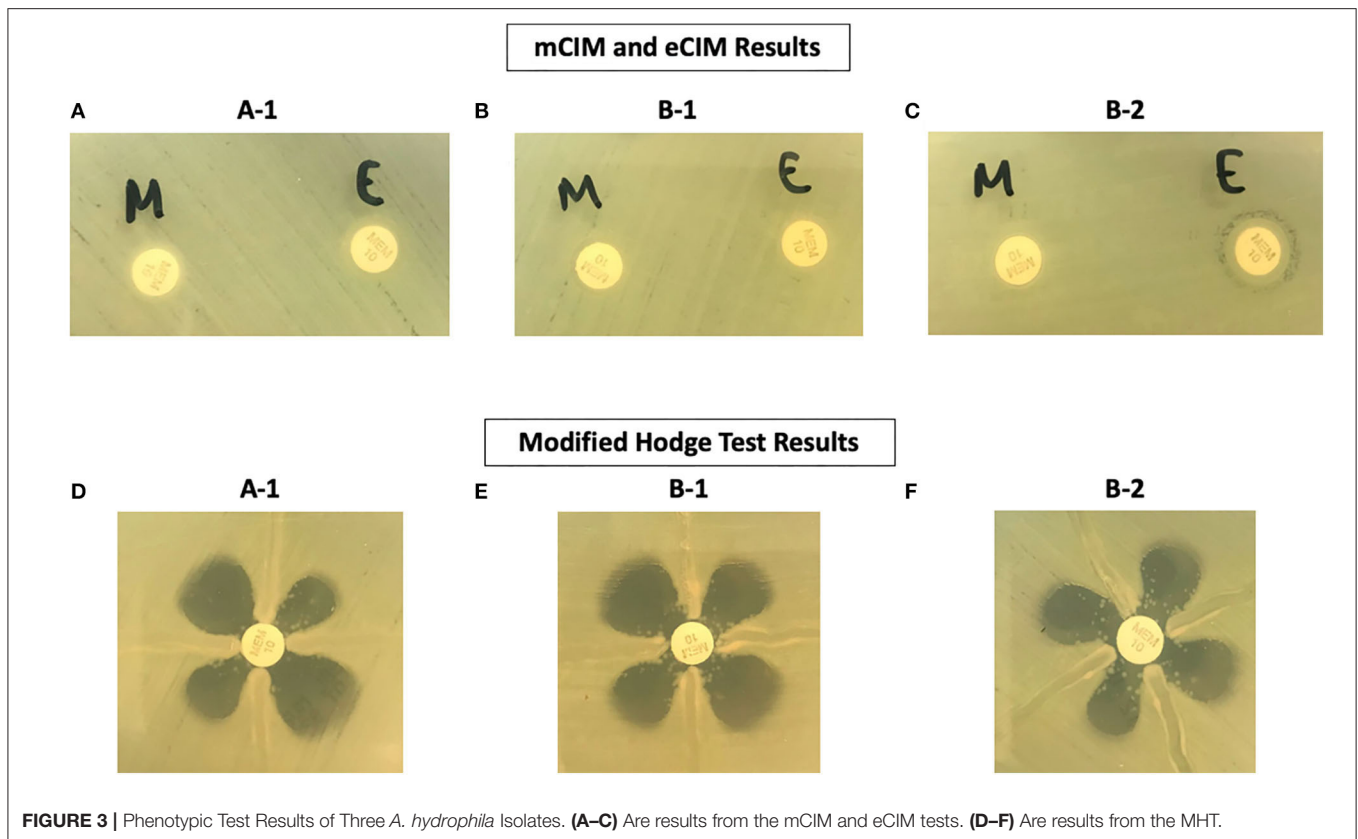 mCIM and eCIM Results
A A-1 B B-1 C B-2
M E M E M E
MEM 10 MEM 10 MEM 10 MEM 10 MEM 10 MEM 10
Modified Hodge Test Results
D A-1 E B-1 F B-2
MEM 10 MEM 10 MEM 10
FIGURE 3 | Phenotypic Test Results of Three A. hydrophila Isolates. (A–C) Are results from the mCIM and eCIM tests. (D–F) Are results from the MHT.